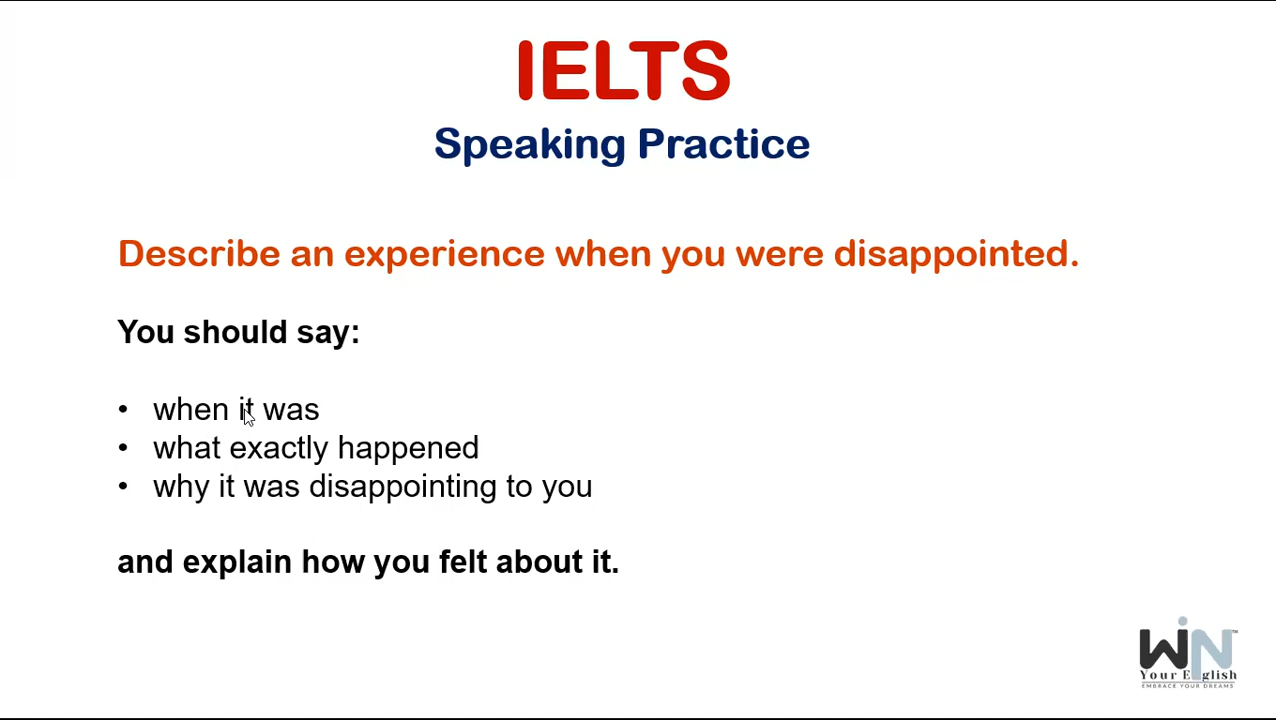 IELTS
Speaking Practice
Describe an experience when you were disappointed.
You should say:
• when it was
• what exactly happened
• why it was disappointing to you
and explain how you felt about it.
WiN™
Your English
EMBRACE YOUR DREAMS